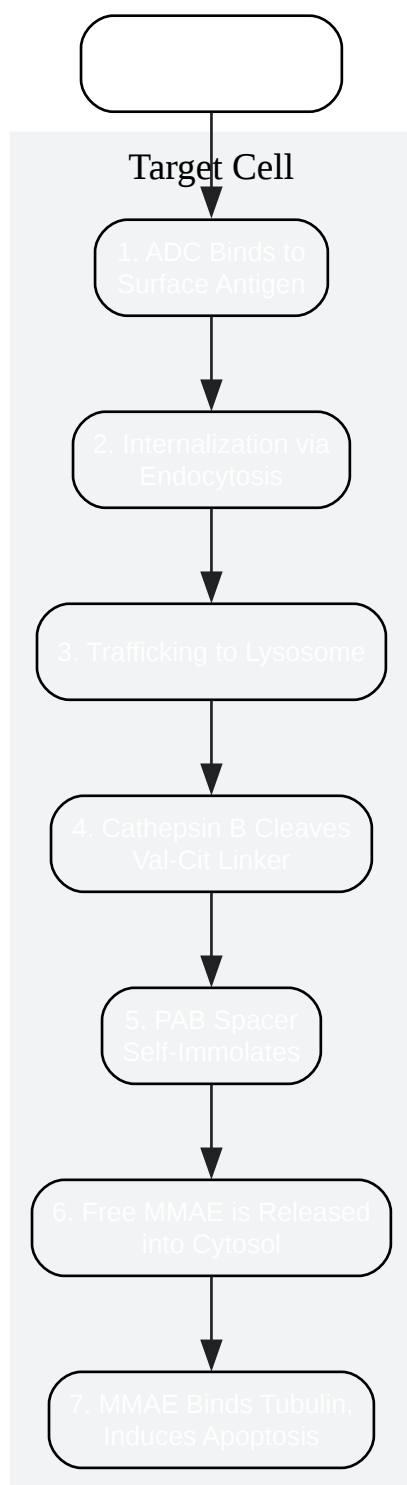 Target Cell
1. ADC Binds to
Surface Antigen
2. Internalization via
Endocytosis
3. Trafficking to Lysosome
4. Cathepsin B Cleaves
Val-Cit Linker
5. PAB Spacer
Self-Immolates
6. Free MMAE is Released
into Cytosol
7. MMAE Binds Tubulin,
Induces Apoptosis